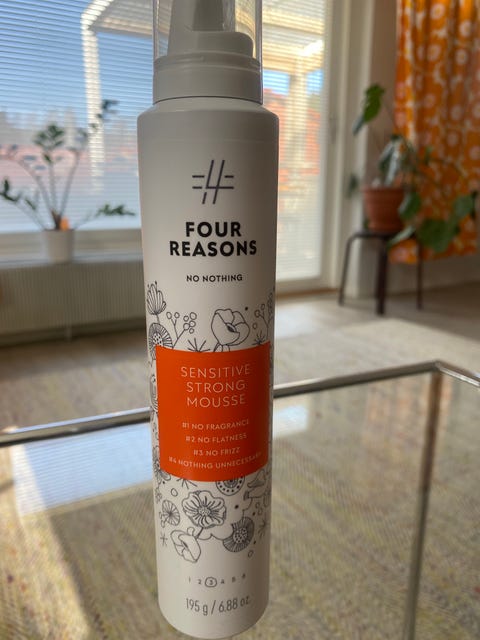 FOUR
REASONS
NO NOTHING
SENSITIVE
STRONG
MOUSSE
#1 NO FRAGRANCE
#2 NO FLATNESS
#3 NO FRIZZ
#4 NOTHING UNNECESSARY
1 2 3 4 5 6
195 g / 6.88 oz.